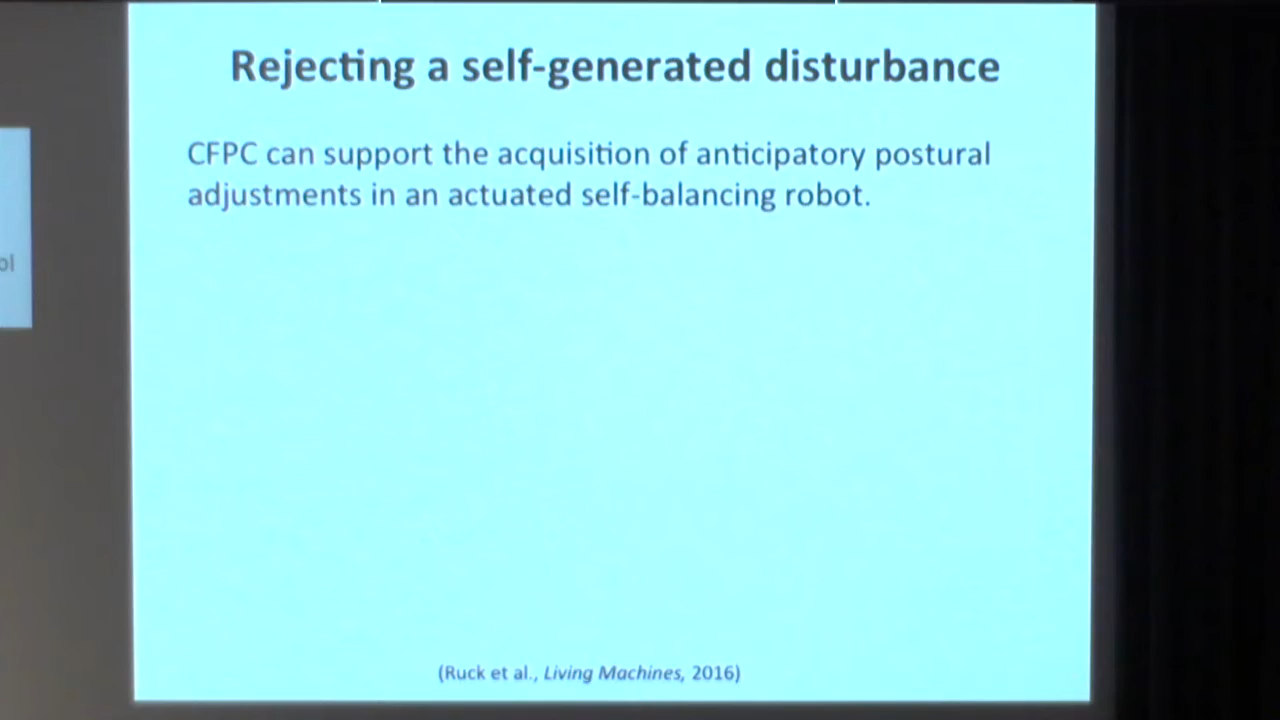 Rejecting a self-generated disturbance
CFPC can support the acquisition of anticipatory postural
adjustments in an actuated self-balancing robot.
ol
(Ruck et al., Living Machines, 2016)